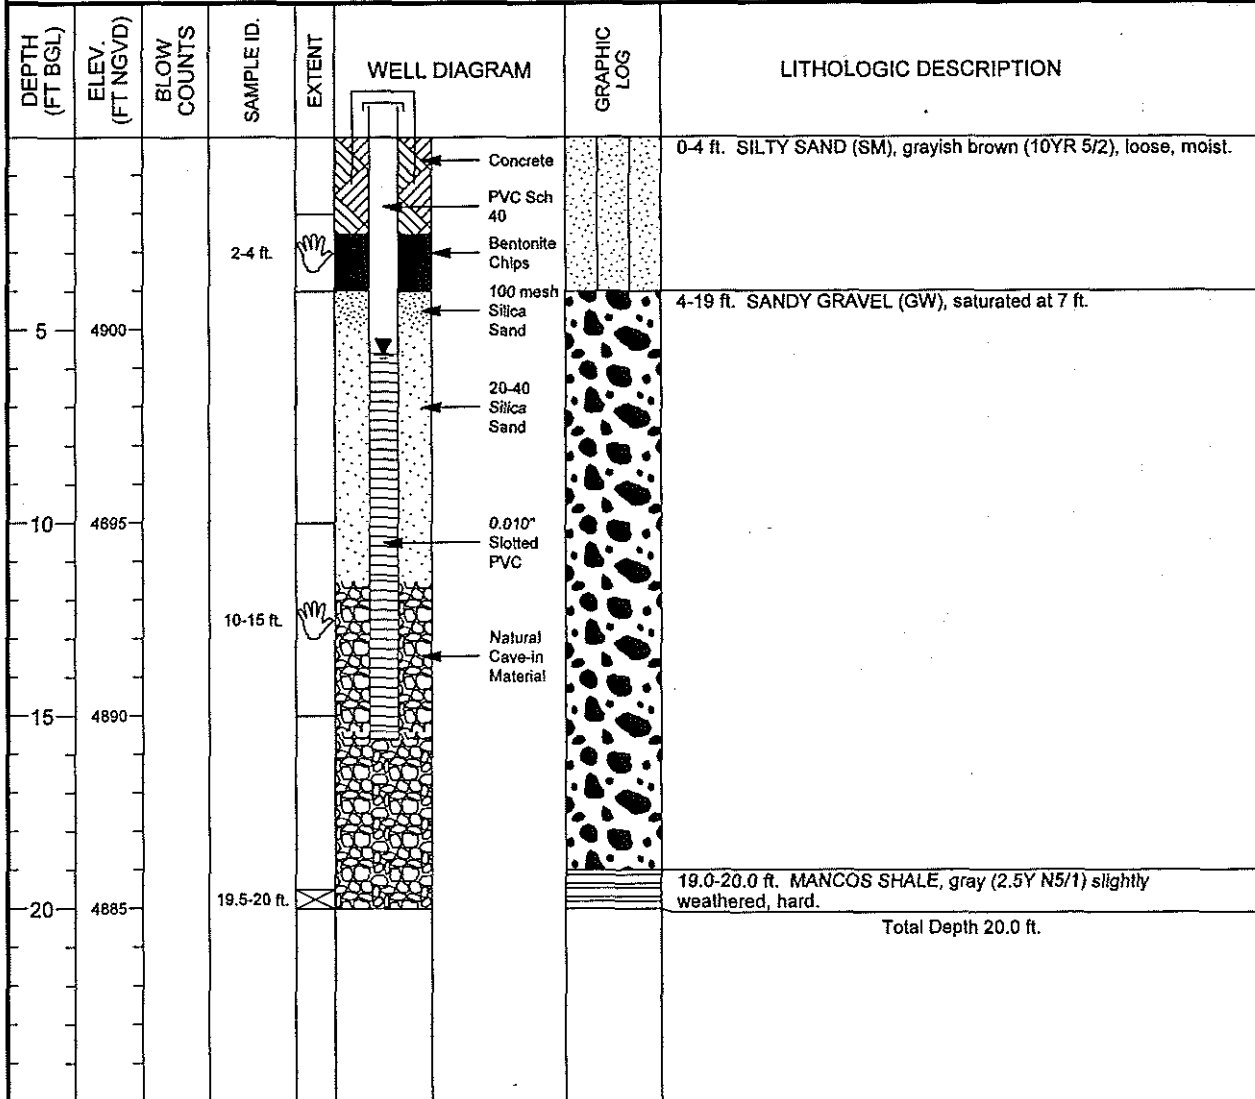 DEPTH
(FT BGL)
ELEV.
(FT NGVD)
BLOW
COUNTS
SAMPLE ID.
EXTENT
WELL DIAGRAM
GRAPHIC
LOG
LITHOLOGIC DESCRIPTION
0-4 ft. SILTY SAND (SM), grayish brown (10YR 5/2), loose, moist.
Concrete
PVC Sch
40
2-4 ft.
Bentonite
Chips
100 mesh
Silica
Sand
4-19 ft. SANDY GRAVEL (GW), saturated at 7 ft.
5
4900
20-40
Silica
Sand
10
4895
0.010"
Slotted
PVC
10-15 ft.
Natural
Cave-in
Material
15
4890
19.0-20.0 ft. MANCOS SHALE, gray (2.5Y N5/1) slightly
weathered, hard.
19.5-20 ft.
20
4885
Total Depth 20.0 ft.